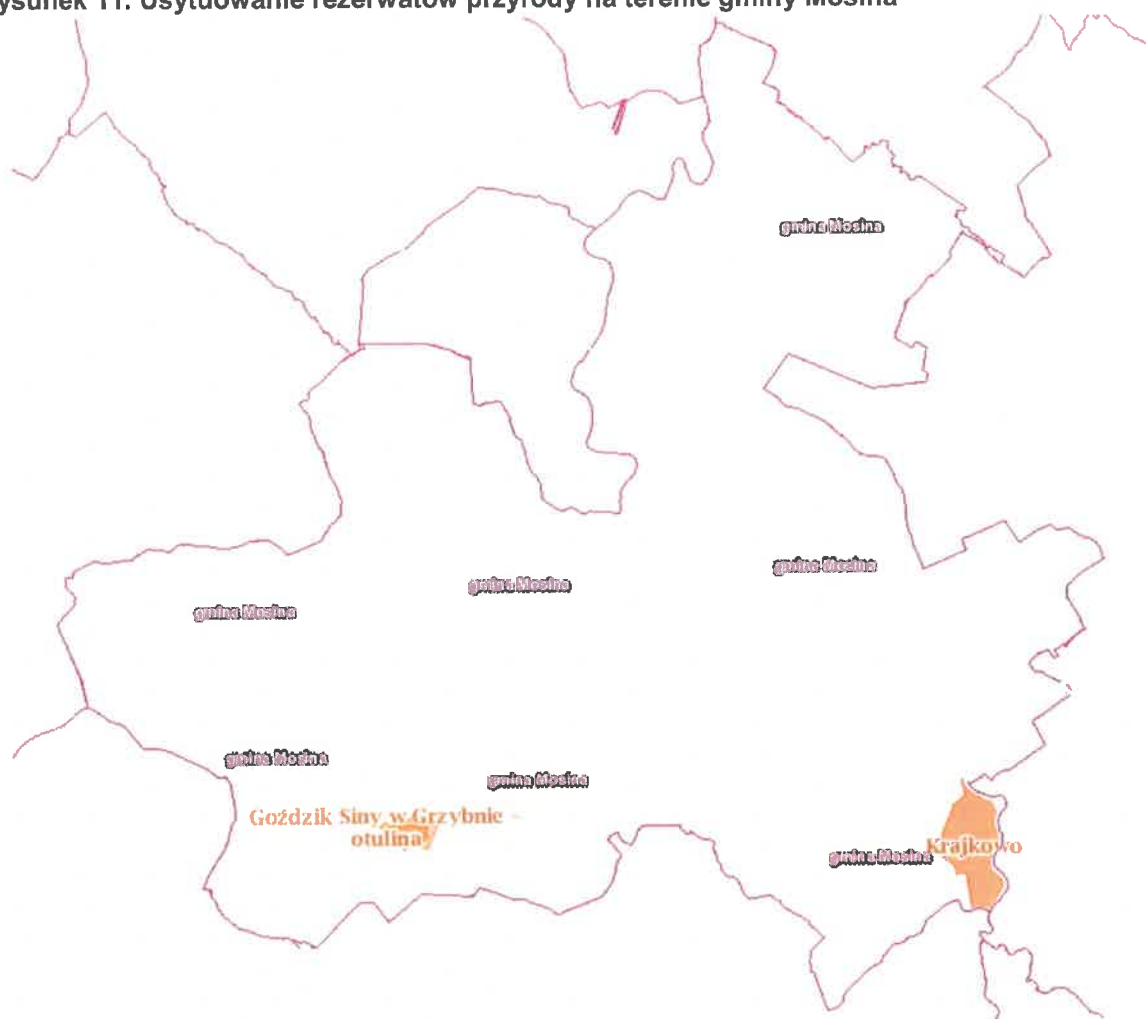 ysunek 11. Usytuowanie rezerwatów przyrody na terenie gminy Mosina
gmina Mosina
gmina Mosina
gmina Mosina
gmina Mosina
gmina Mosina
gmina Mosina
Goździk Siny w Grzybnie -
otulina
Krajkowo
gmina Mosina